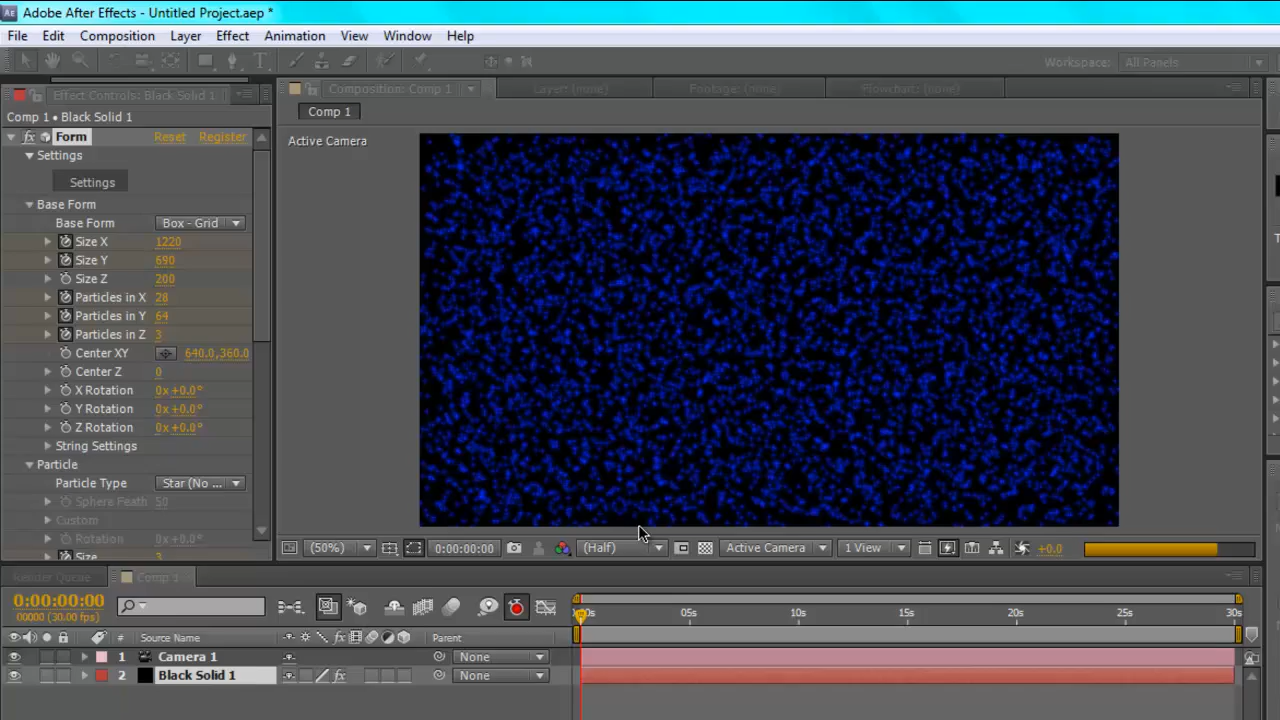 Adobe After Effects - Untitled Project.aep *
File Edit Composition Layer Effect Animation View Window Help
Workspace: All Panels
Effect Controls: Black Solid 1
Composition: Comp 1
Layer: (none)
Footage: (none)
Flowchart: (none)
Comp 1 • Black Solid 1
Comp 1
Form Reset Register
Active Camera
Settings
Settings
Base Form
Base Form Box - Grid
Size X 1220
Size Y 690
Size Z 200
Particles in X 28
Particles in Y 64
Particles in Z 3
Center XY 640.0,360.0
Center Z 0
X Rotation 0x +0.0°
Y Rotation 0x +0.0°
Z Rotation 0x +0.0°
String Settings
Particle
Particle Type Star (No ...
Sphere Feath 50
Custom
Rotation 0x +0.0°
Size 3
(50%) 0:00:00:00 (Half) Active Camera 1 View +0.0
Render Queue Comp 1
0:00:00:00
00000 (30.00 fps)
05s 10s 15s 20s 25s 30s
# Source Name Parent
1 Camera 1 None
2 Black Solid 1 None